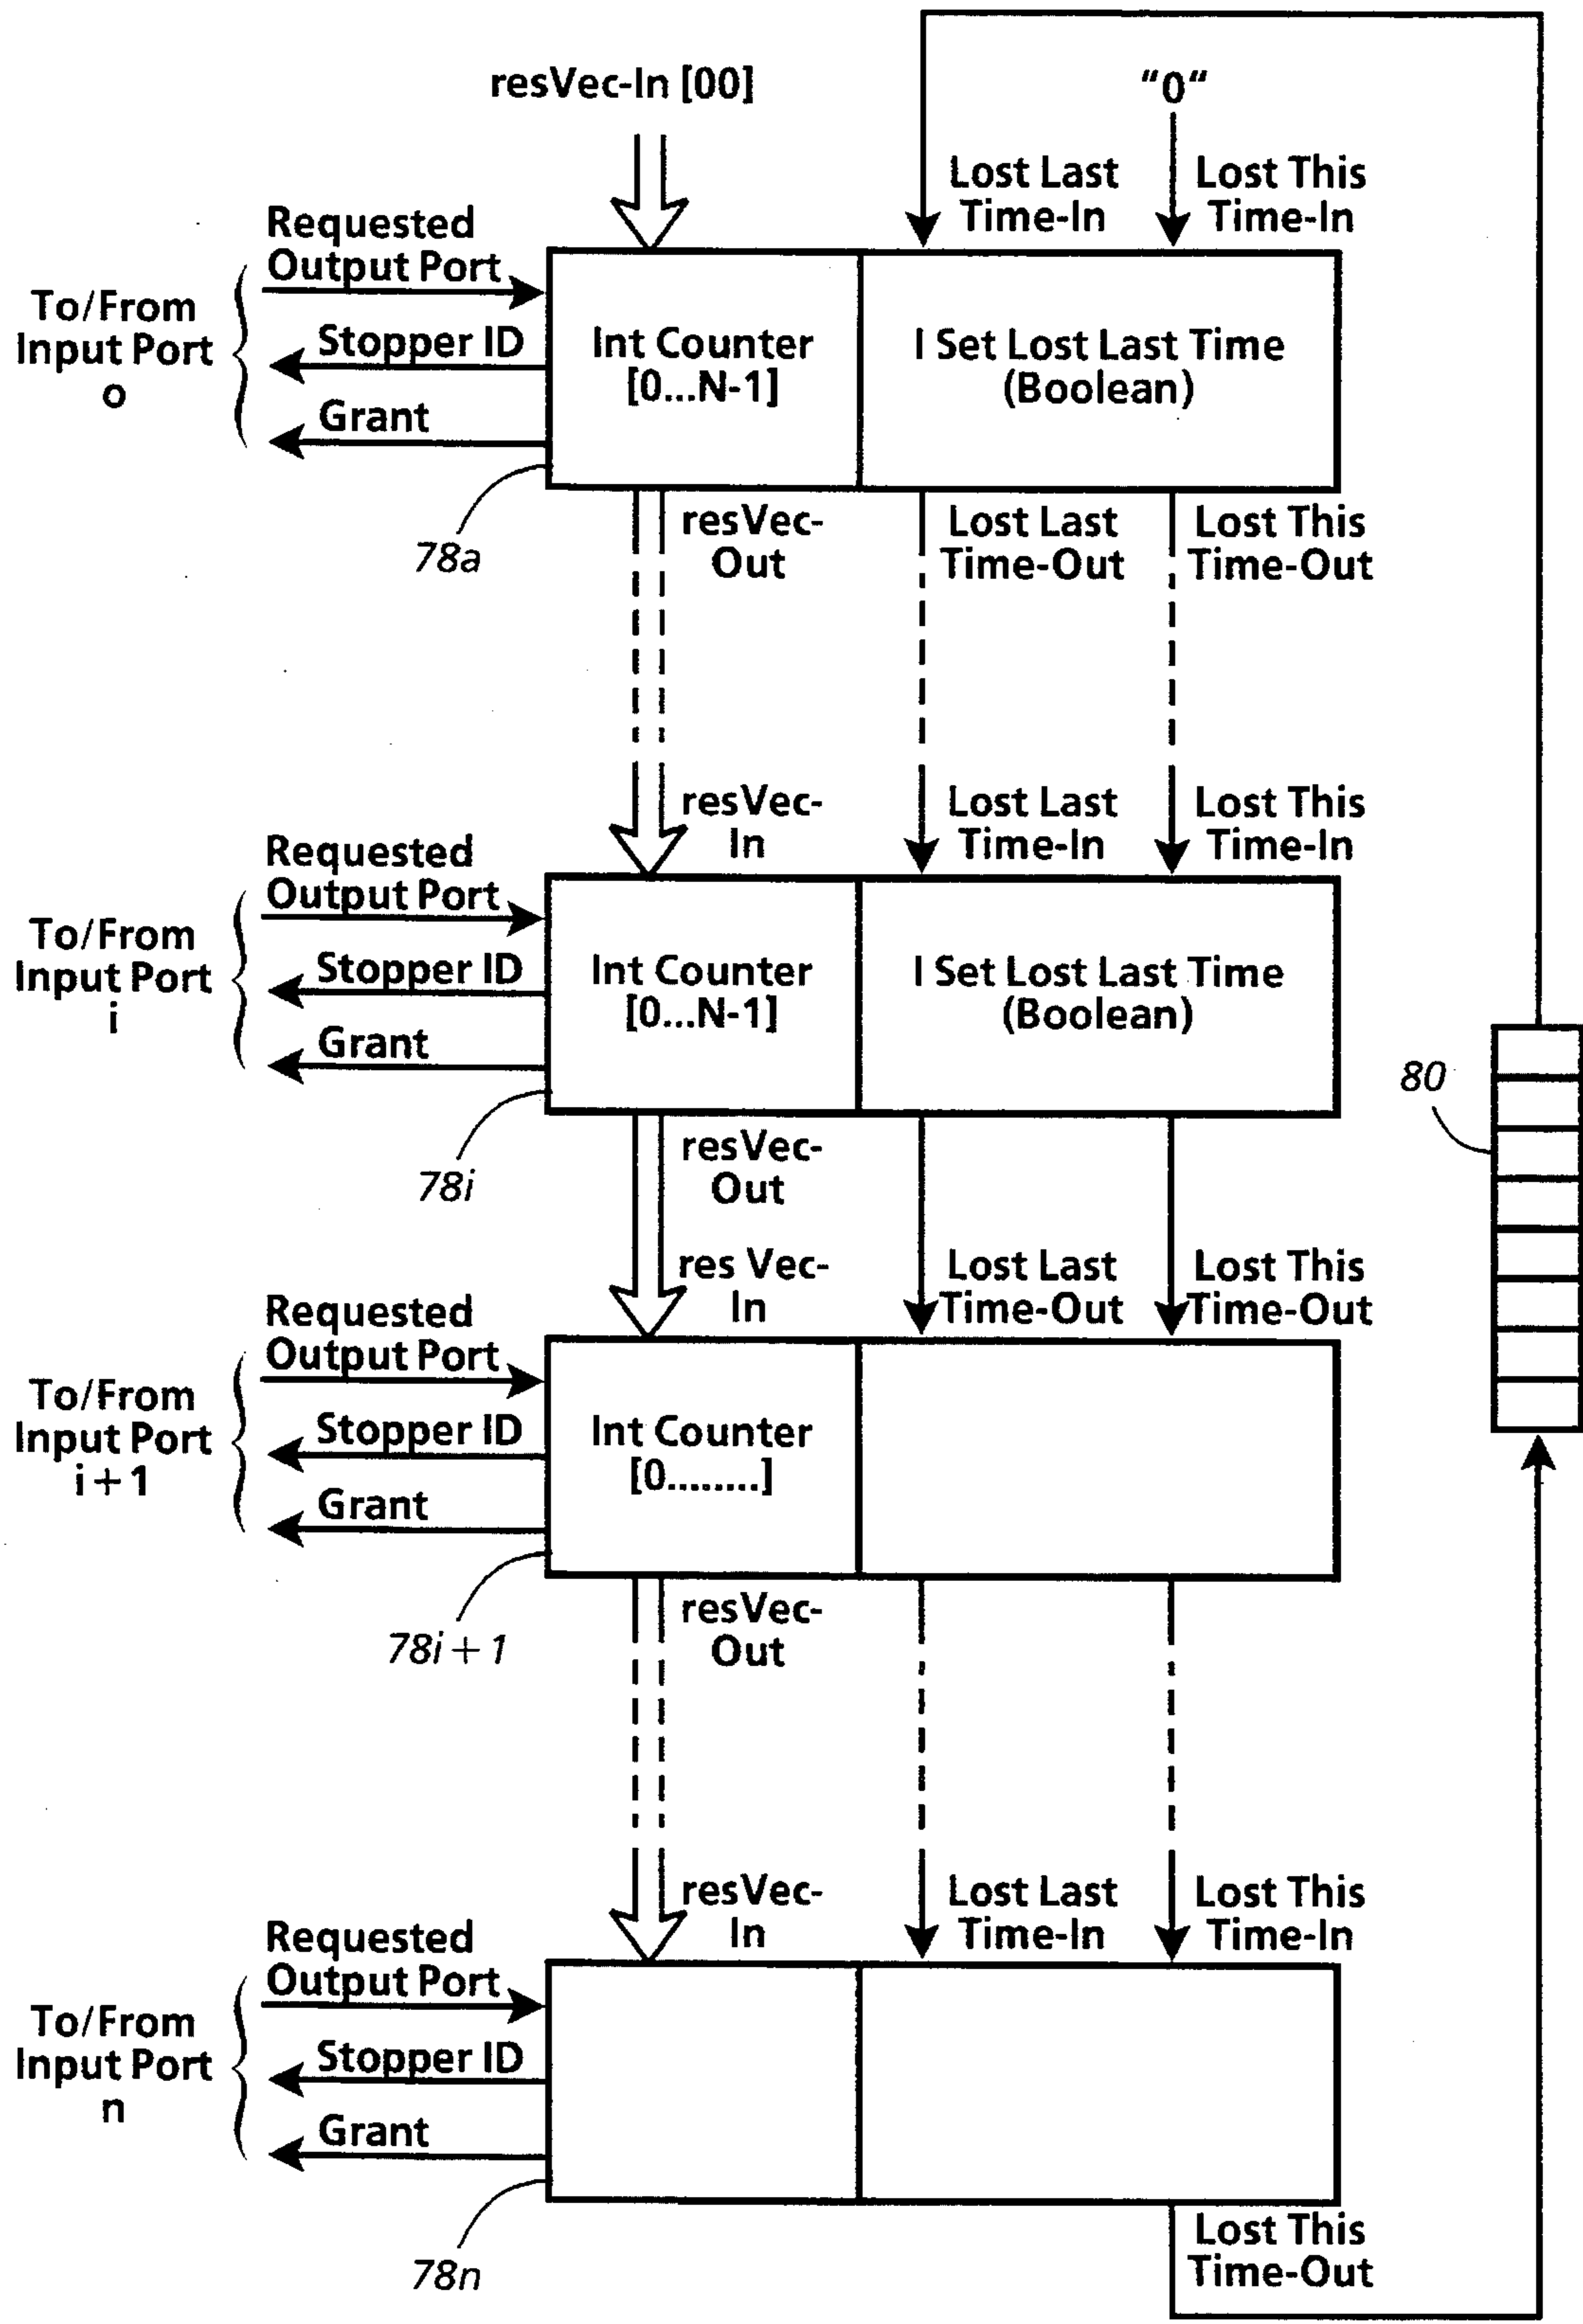 resVec-In [00]
"0"
Lost Last
Time-In
Lost This
Time-In
Requested
Output Port
To/From
Input Port
o
Stopper ID
Grant
Int Counter
[0...N-1]
I Set Lost Last Time
(Boolean)
78a
resVec-
Out
Lost Last
Time-Out
Lost This
Time-Out
resVec-
In
Lost Last
Time-In
Lost This
Time-In
Requested
Output Port
To/From
Input Port
i
Stopper ID
Grant
Int Counter
[0...N-1]
I Set Lost Last Time
(Boolean)
80
78i
resVec-
Out
res Vec-
In
Lost Last
Time-Out
Lost This
Time-Out
Requested
Output Port
To/From
Input Port
i+1
Stopper ID
Grant
Int Counter
[0........]
78i+1
resVec-
Out
resVec-
In
Lost Last
Time-In
Lost This
Time-In
Requested
Output Port
To/From
Input Port
n
Stopper ID
Grant
78n
Lost This
Time-Out